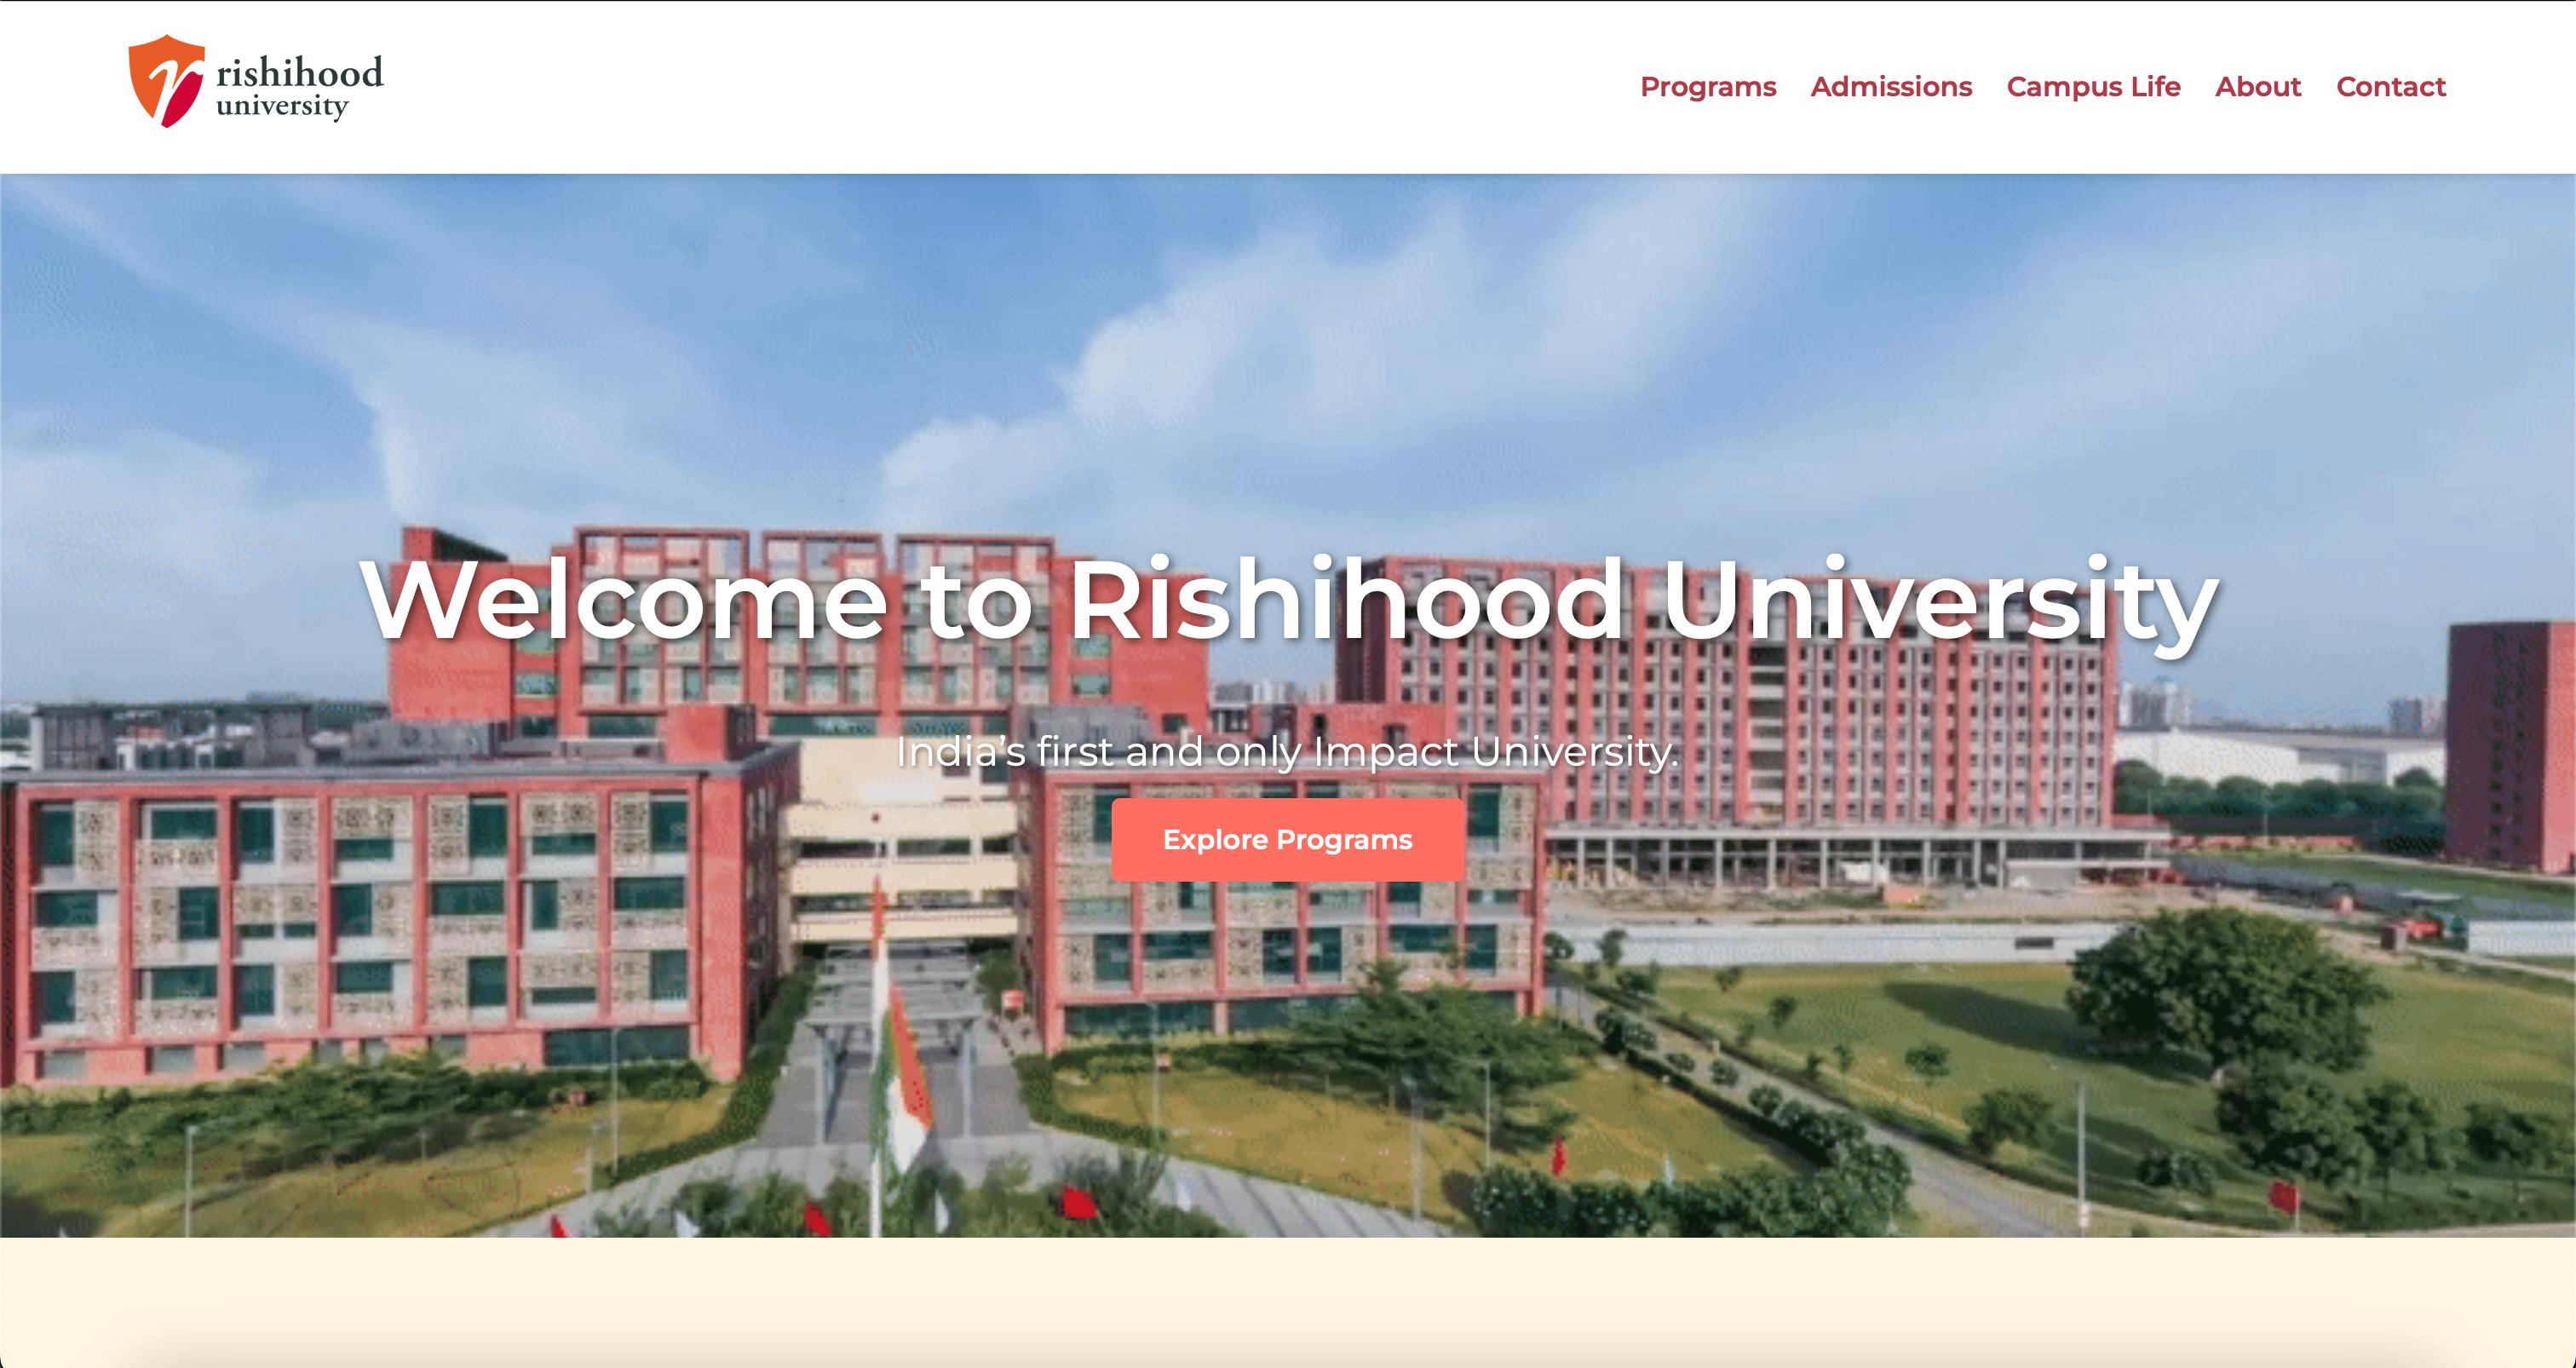 rishihood
university
Programs Admissions Campus Life About Contact
Welcome to Rishihood University
India’s first and only Impact University.
Explore Programs